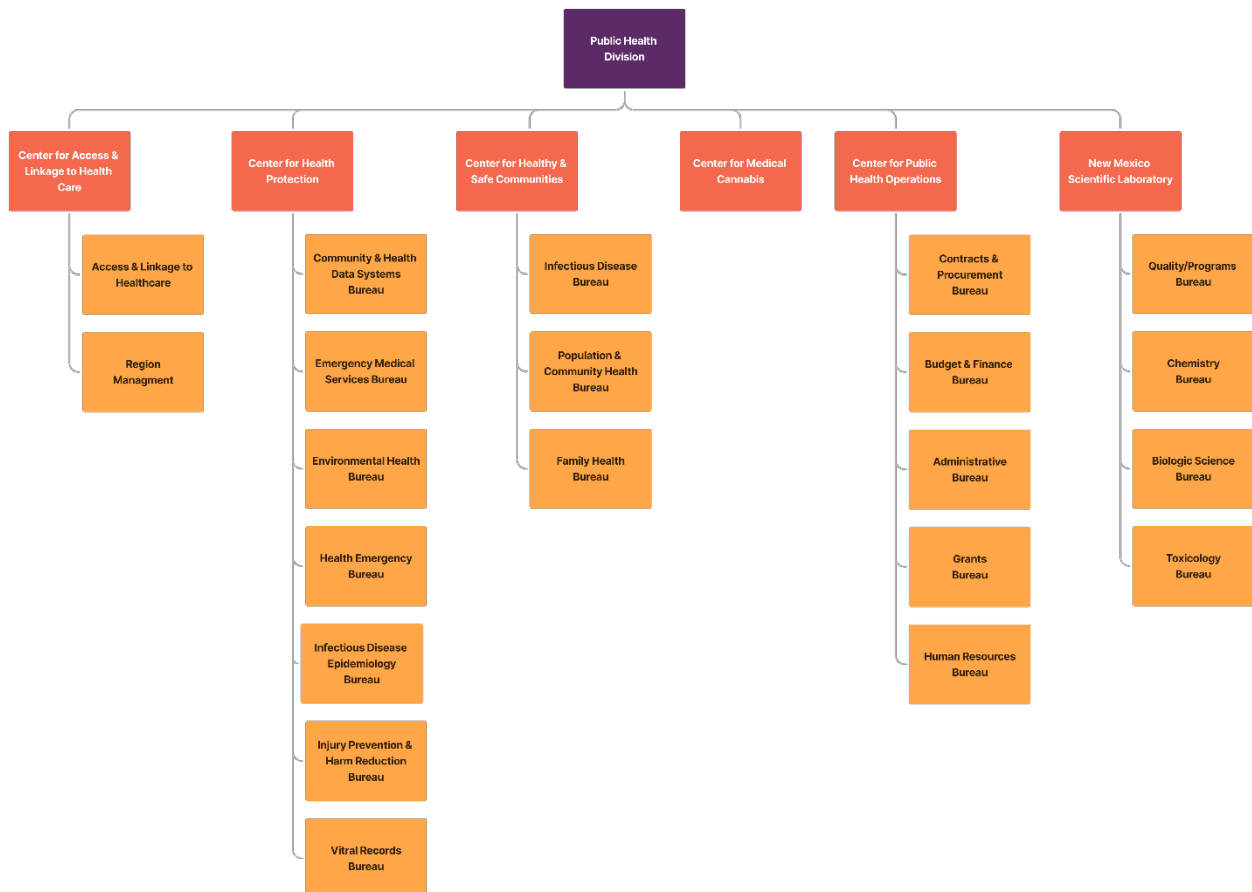 Public Health
Division
Center for Access &
Linkage to Health
Care
Center for Health
Protection
Center for Healthy &
Safe Communities
Center for Medical
Cannabis
Center for Public
Health Operations
New Mexico
Scientific Laboratory
Access & Linkage to
Healthcare
Region
Managment
Community & Health
Data Systems
Bureau
Emergency Medical
Services Bureau
Environmental Health
Bureau
Health Emergency
Bureau
Infectious Disease
Epidemiology
Bureau
Injury Prevention &
Harm Reduction
Bureau
Vitral Records
Bureau
Infectious Disease
Bureau
Population &
Community Health
Bureau
Family Health
Bureau
Contracts &
Procurement
Bureau
Budget & Finance
Bureau
Administrative
Bureau
Grants
Bureau
Human Resources
Bureau
Quality/Programs
Bureau
Chemistry
Bureau
Biologic Science
Bureau
Toxicology
Bureau